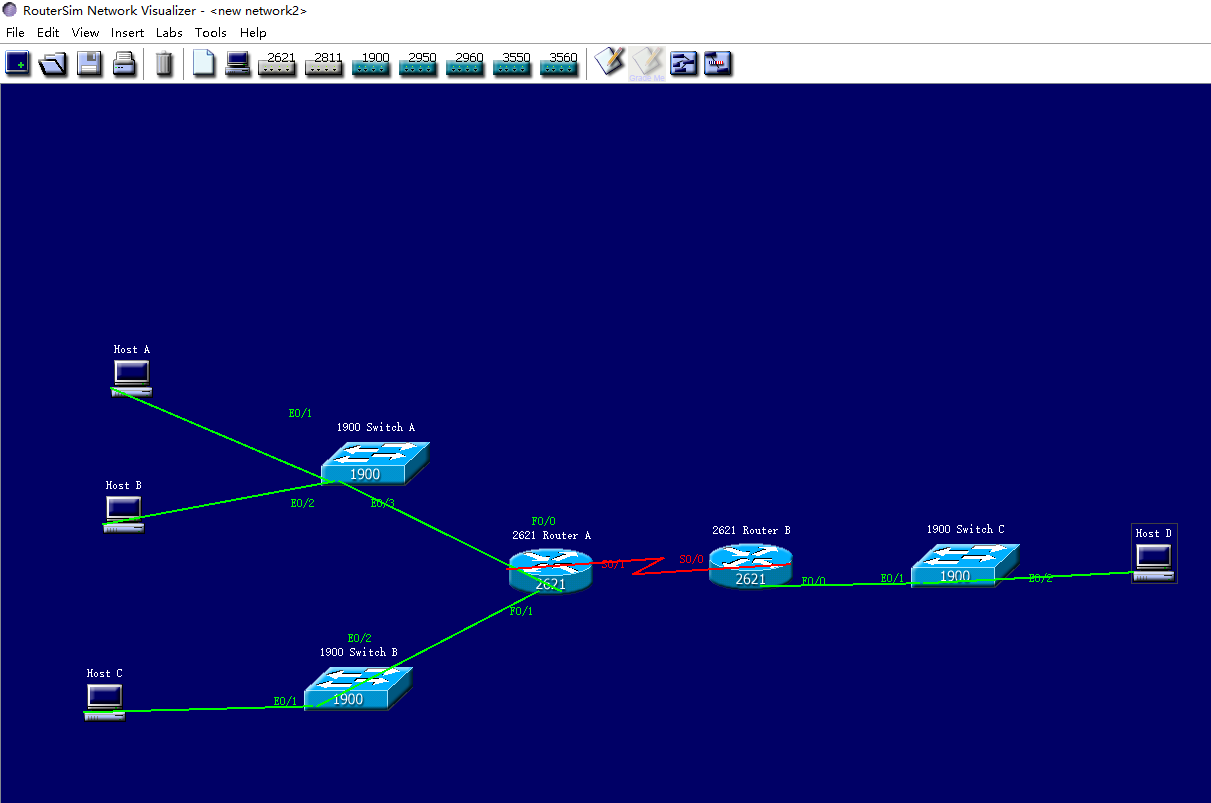 RouterSim Network Visualizer - <new network2>
File Edit View Insert Labs Tools Help
2621 2811 1900 2950 2960 3550 3560
Grade Me
Host A
E0/1
1900 Switch A
1900
Host B
E0/2
E0/3
F0/0
2621 Router A
2621
S0/1
F0/1
2621 Router B
S0/0
2621
F0/0
1900 Switch C
E0/1
1900
E0/2
Host D
E0/2
1900 Switch B
1900
Host C
E0/1